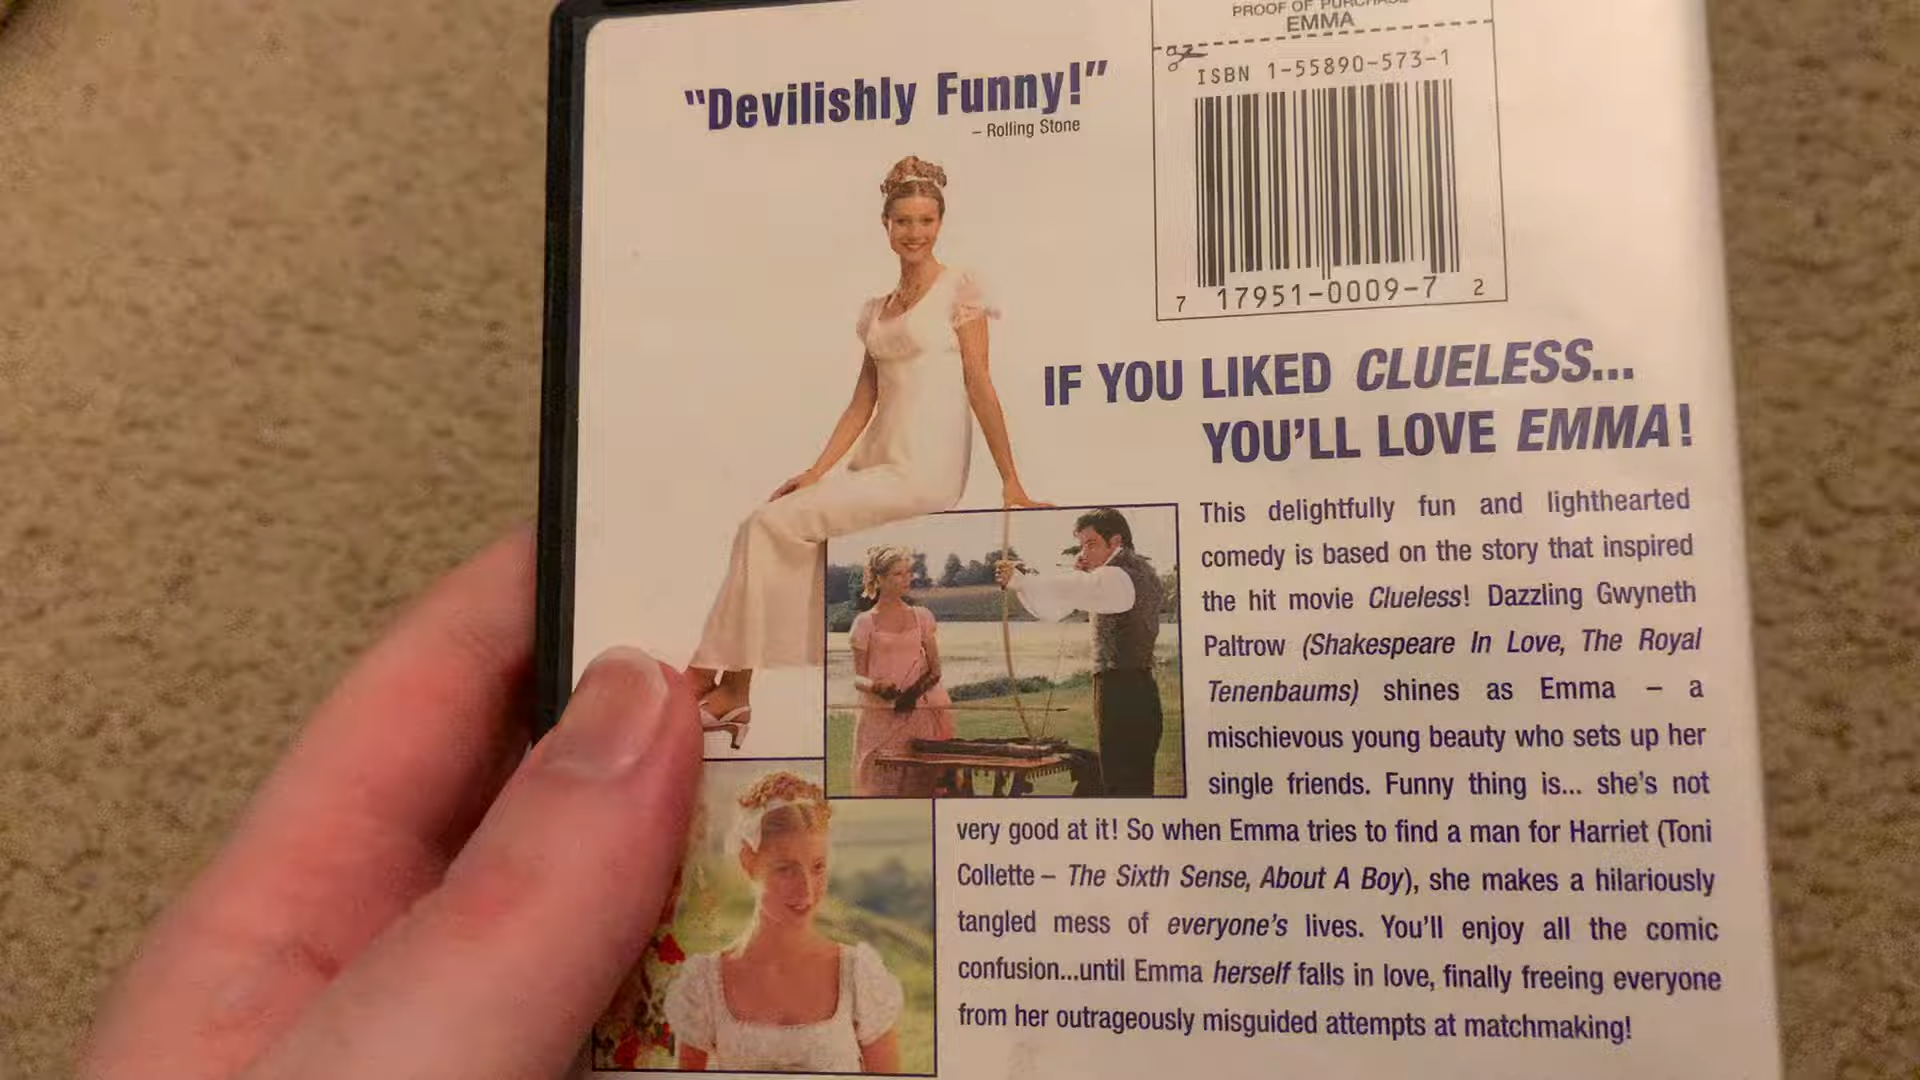 PROOF OF PURCHASE
EMMA
ISBN 1-55890-573-1
7 17951-0009-7 2
"Devilishly Funny!"
– Rolling Stone
IF YOU LIKED CLUELESS...
YOU'LL LOVE EMMA!
This delightfully fun and lighthearted
comedy is based on the story that inspired
the hit movie Clueless! Dazzling Gwyneth
Paltrow (Shakespeare In Love, The Royal
Tenenbaums) shines as Emma – a
mischievous young beauty who sets up her
single friends. Funny thing is... she's not
very good at it! So when Emma tries to find a man for Harriet (Toni
Collette – The Sixth Sense, About A Boy), she makes a hilariously
tangled mess of everyone's lives. You'll enjoy all the comic
confusion...until Emma herself falls in love, finally freeing everyone
from her outrageously misguided attempts at matchmaking!